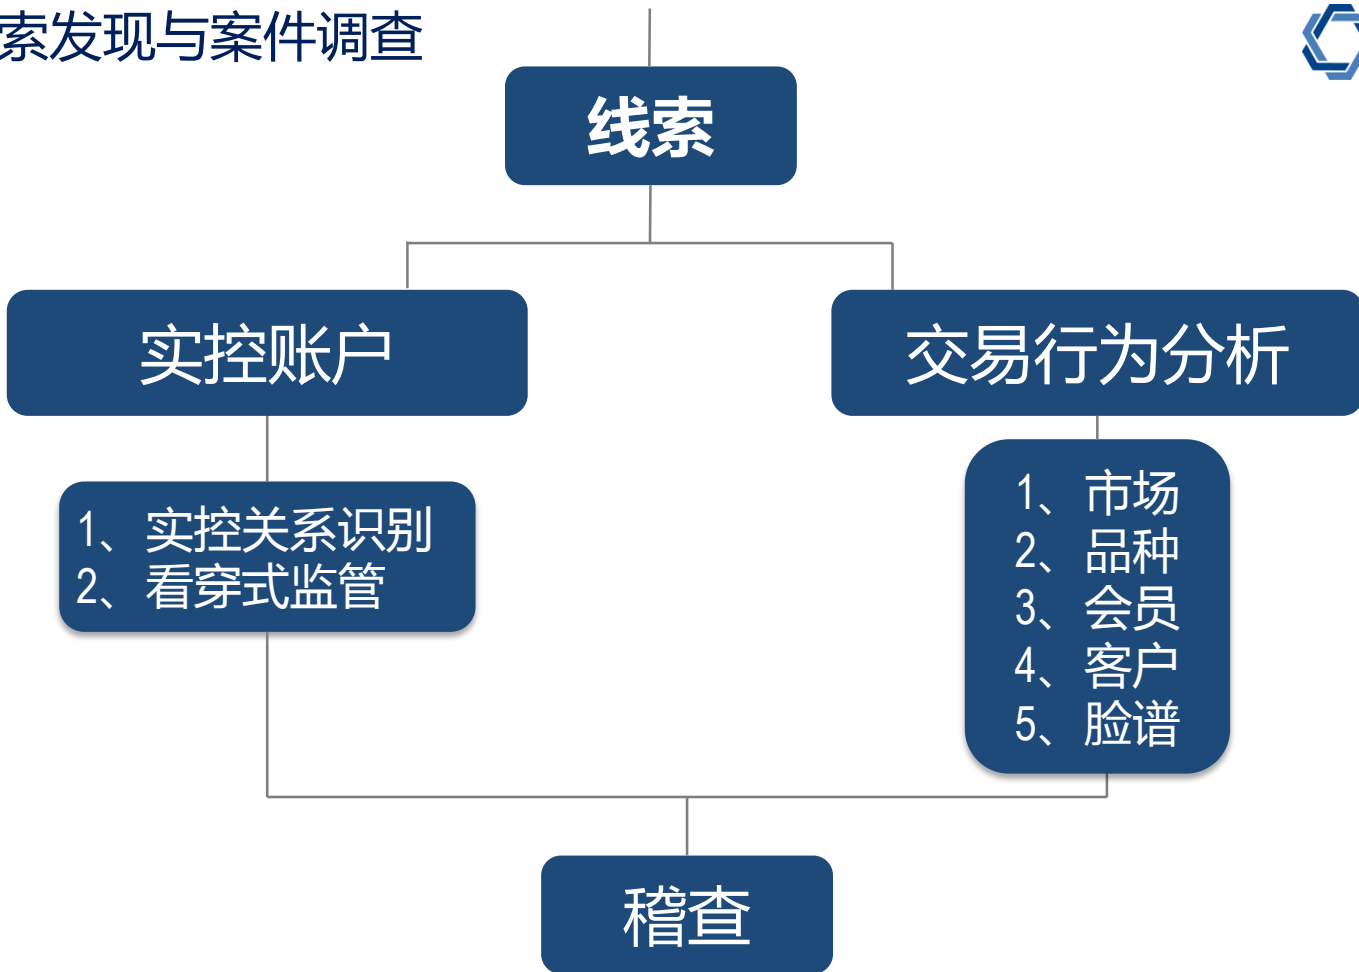 索发现与案件调查
线索
实控账户
交易行为分析
1、实控关系识别
2、看穿式监管
1、市场
2、品种
3、会员
4、客户
5、脸谱
稽查